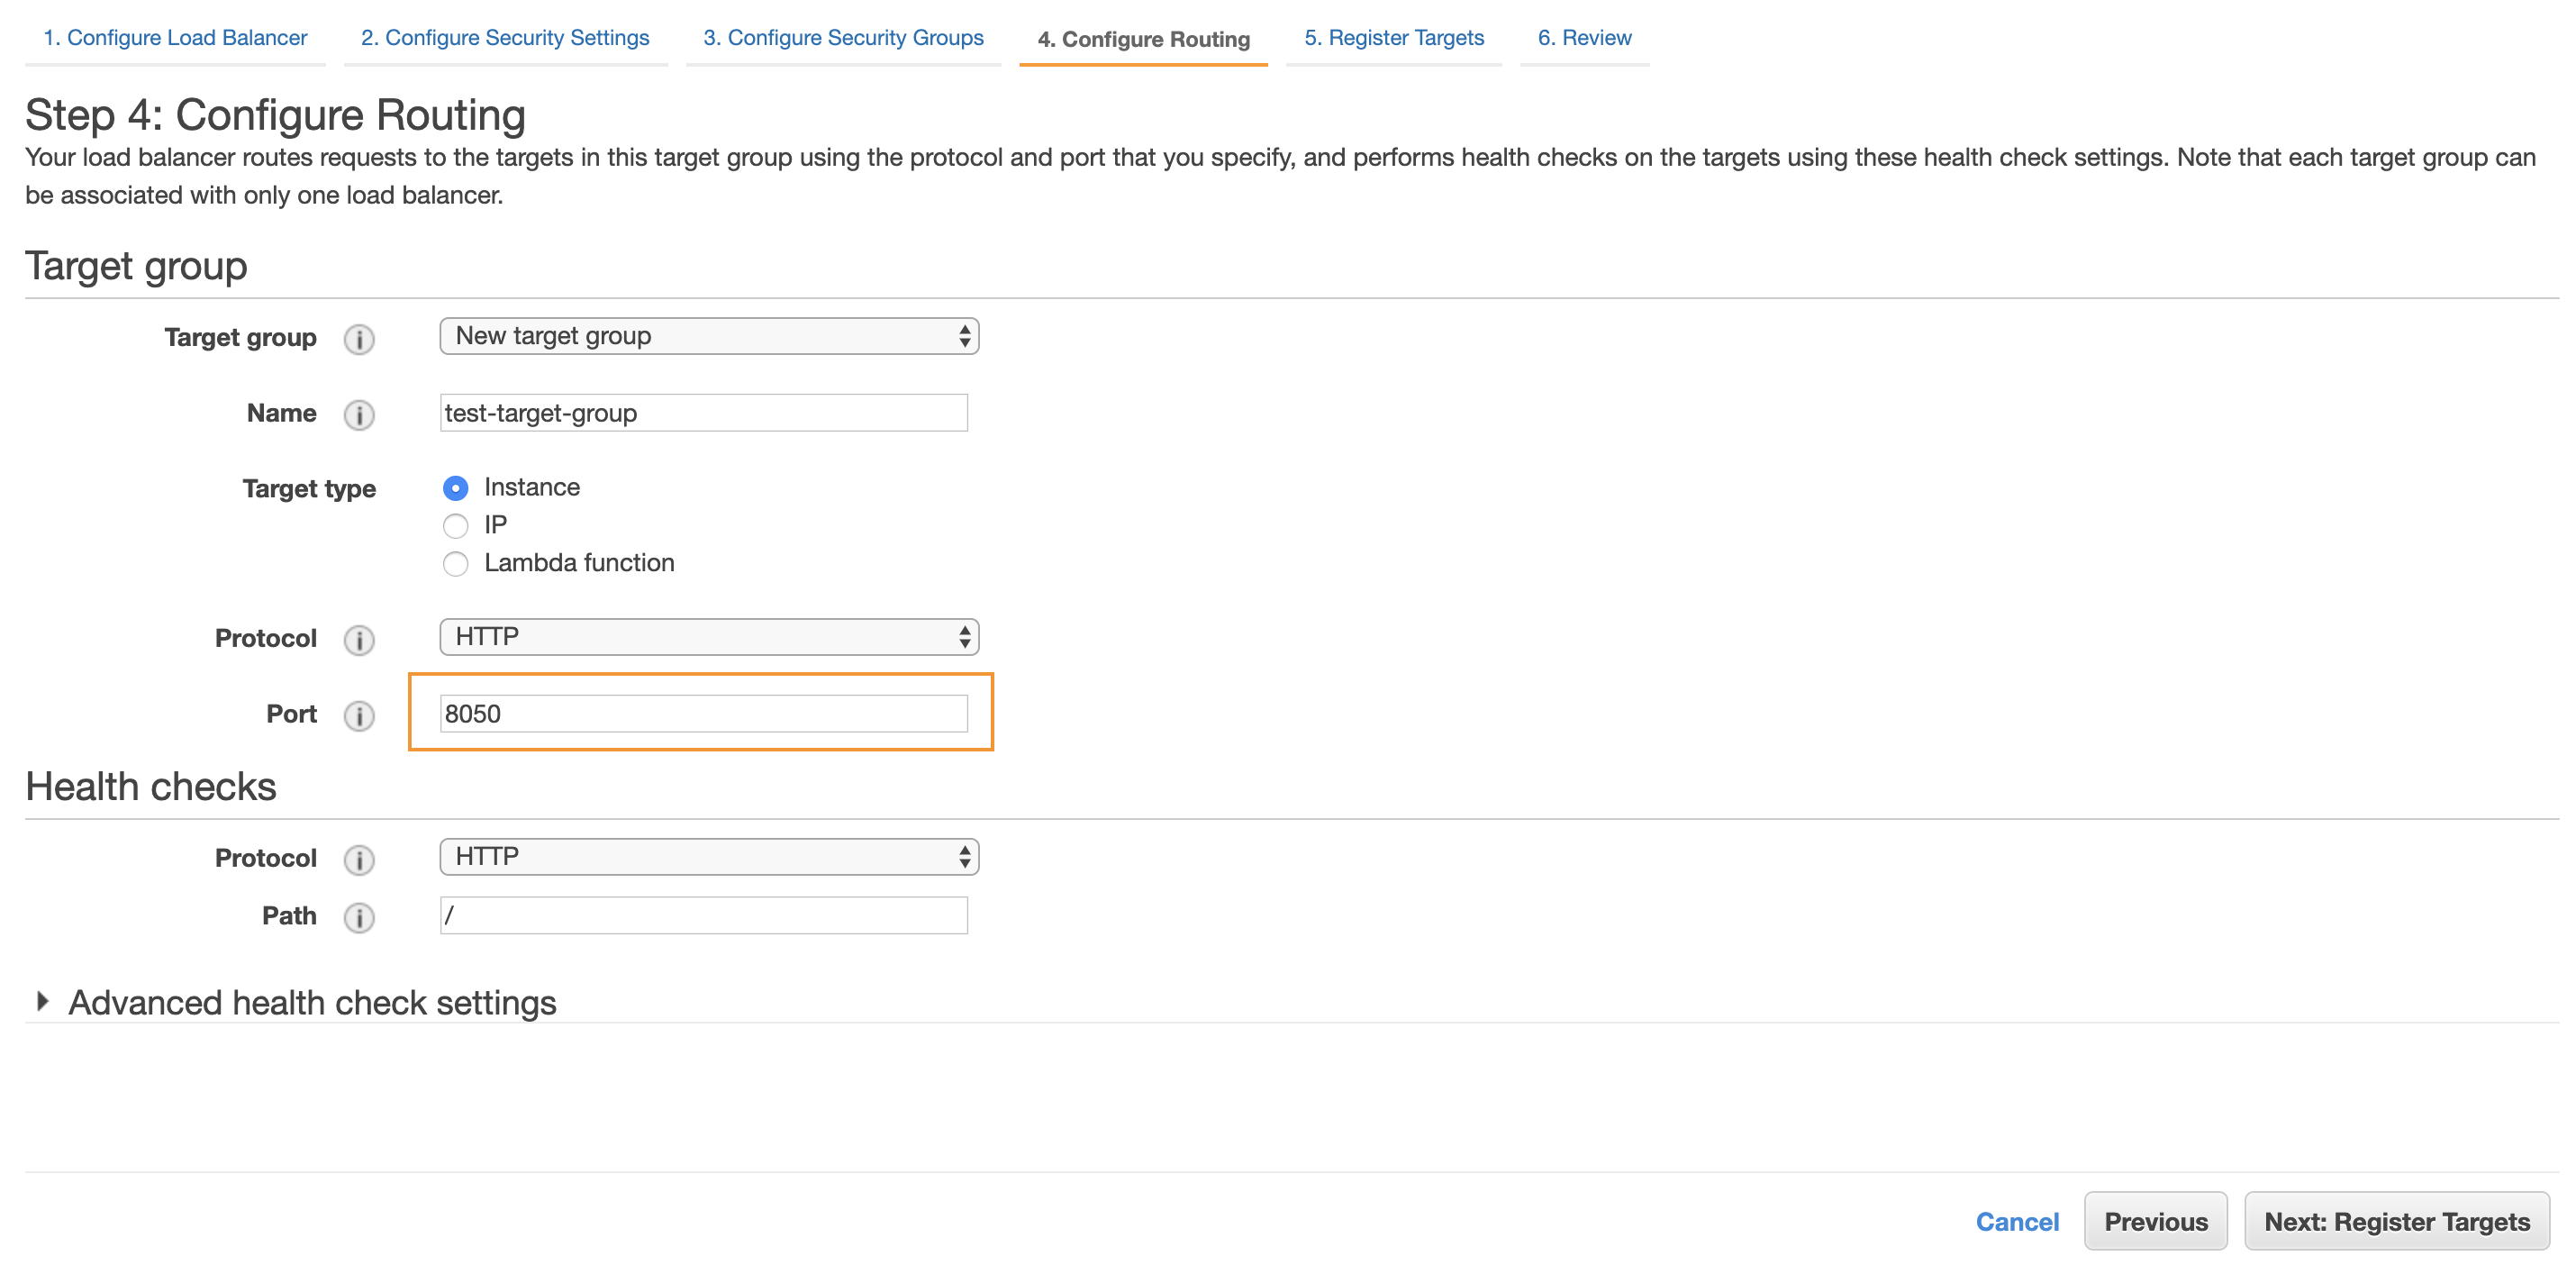 1. Configure Load Balancer 2. Configure Security Settings 3. Configure Security Groups 4. Configure Routing 5. Register Targets 6. Review
Step 4: Configure Routing
Your load balancer routes requests to the targets in this target group using the protocol and port that you specify, and performs health checks on the targets using these health check settings. Note that each target group can
be associated with only one load balancer.
Target group
Target group i New target group
Name i test-target-group
Target type Instance
IP
Lambda function
Protocol i HTTP
Port i 8050
Health checks
Protocol i HTTP
Path i /
Advanced health check settings
Cancel Previous Next: Register Targets